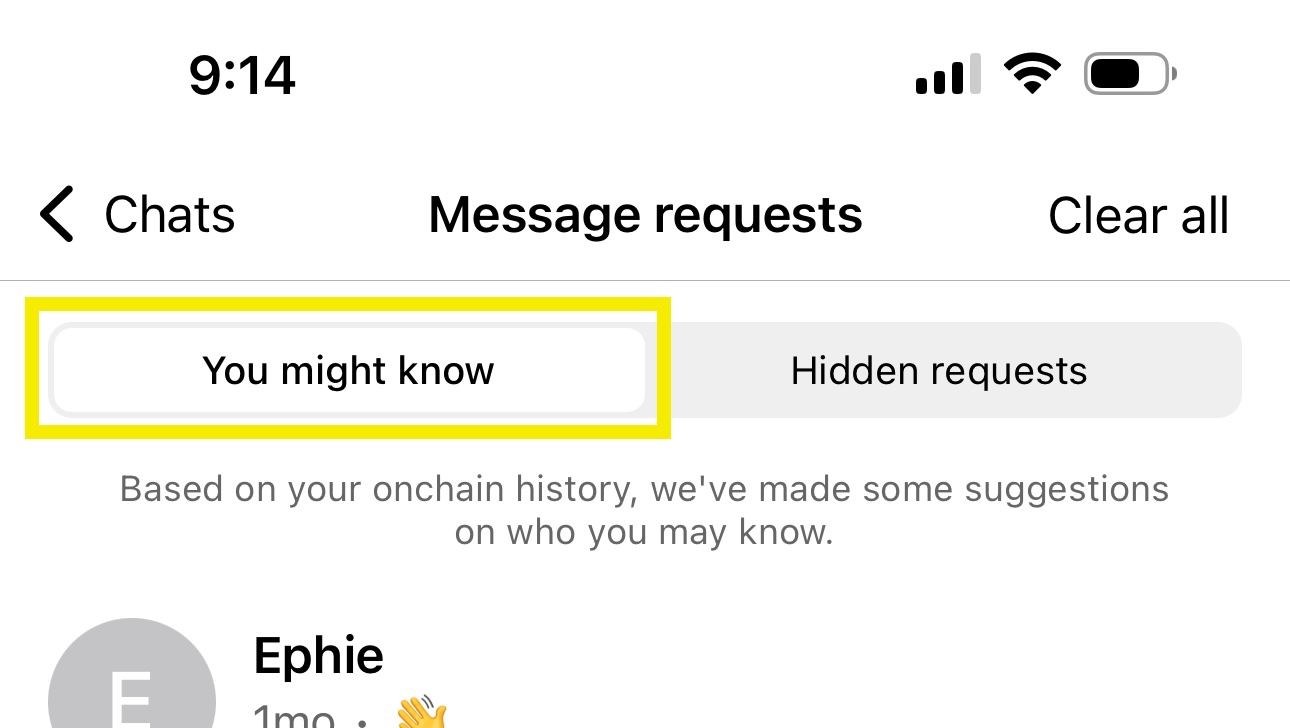 9:14
Chats
Message requests
Clear all
You might know
Hidden requests
Based on your onchain history, we've made some suggestions
on who you may know.
E
Ephie
1mo · 👋